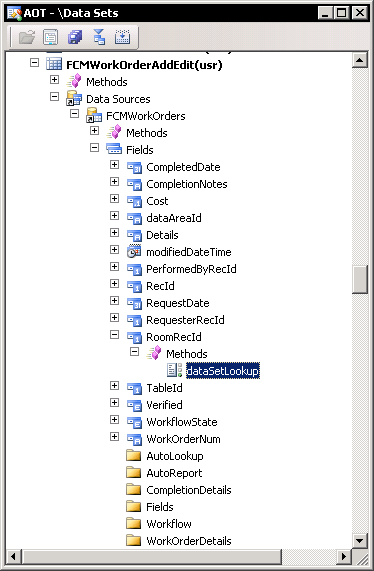 AOT - \Data Sets
FCMWorkOrderAddEdit(usr)
Methods
Data Sources
FCMWorkOrders
Methods
Fields
CompletedDate
CompletionNotes
Cost
dataAreaId
Details
modifiedDateTime
PerformedByRecId
RecId
RequestDate
RequesterRecId
RoomRecId
Methods
dataSetLookup
TableId
Verified
WorkflowState
WorkOrderNum
AutoLookup
AutoReport
CompletionDetails
Fields
Workflow
WorkOrderDetails